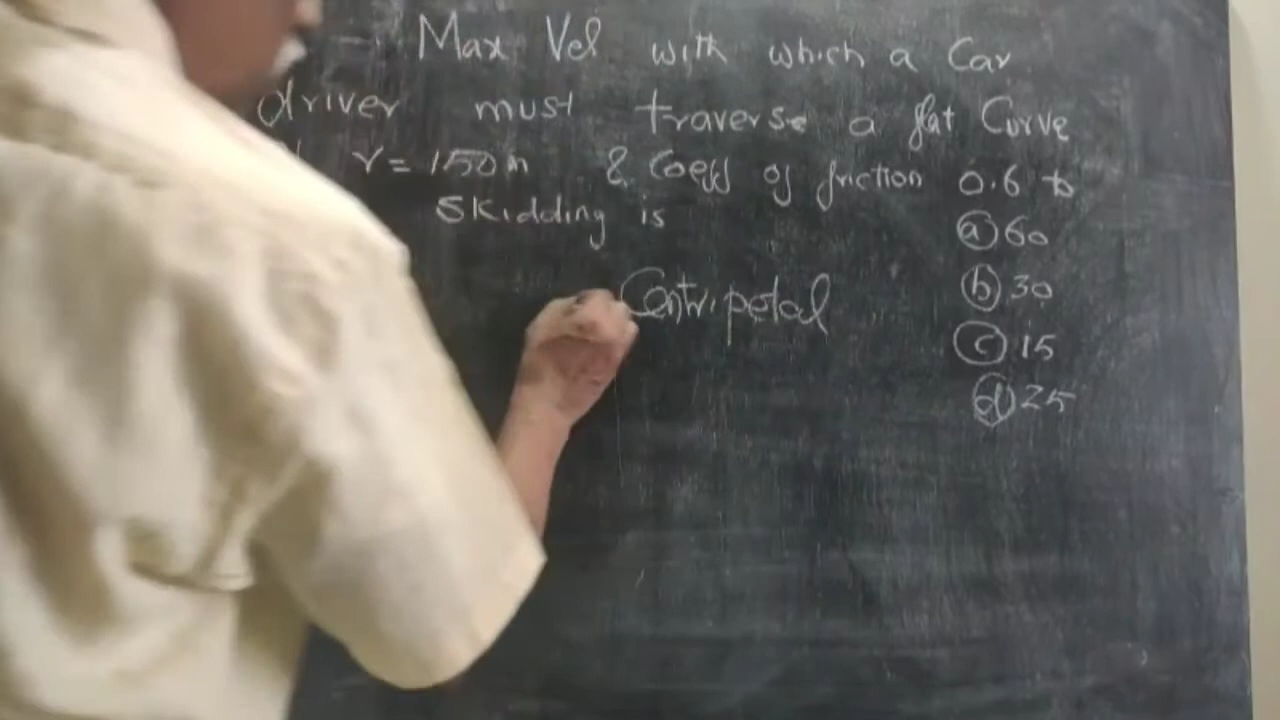 Max Vel with which a Car
driver must traverse a flat Curve
r = 150m & Coeff of friction 0.6 to
Skidding is
(a) 60
(b) 30
(c) 15
(d) 25
Centripetal